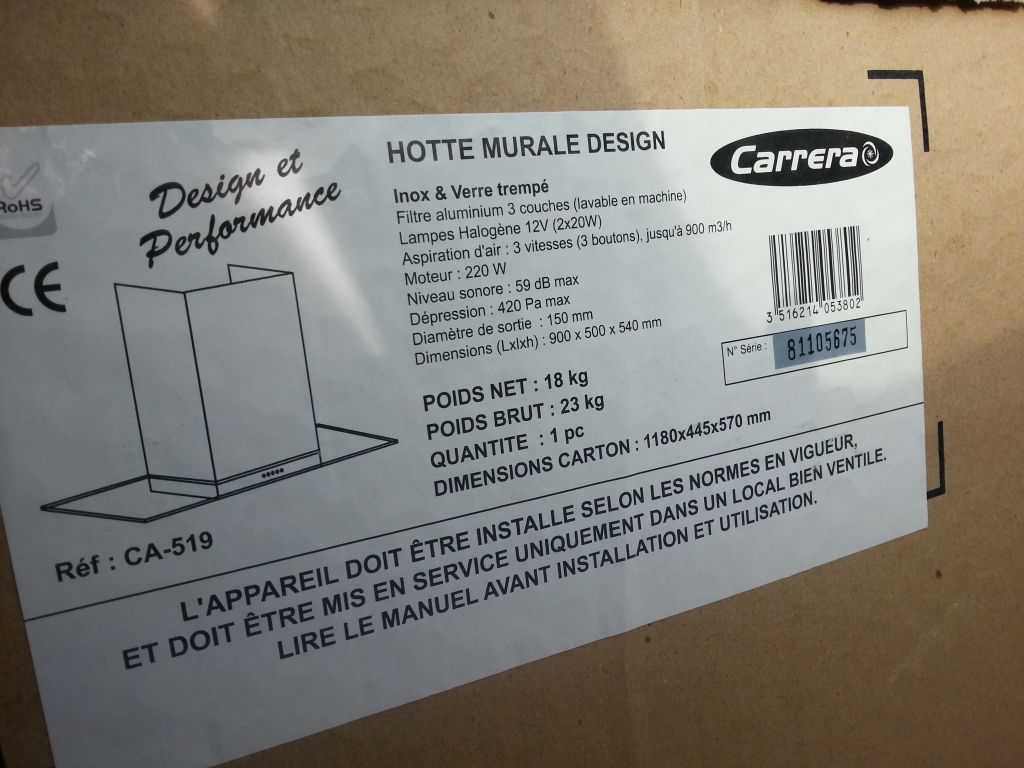 RoHS
CE
Design et
Performance
HOTTE MURALE DESIGN
Carrera
Inox & Verre trempé
Filtre aluminium 3 couches (lavable en machine)
Lampes Halogène 12V (2x20W)
Aspiration d'air : 3 vitesses (3 boutons), jusqu'à 900 m3/h
Moteur : 220 W
Niveau sonore : 59 dB max
Dépression : 420 Pa max
Diamètre de sortie : 150 mm
Dimensions (Lxlxh) : 900 x 500 x 540 mm
3 516214 053802
N° Série : 81105675
POIDS NET : 18 kg
POIDS BRUT : 23 kg
QUANTITE : 1 pc
DIMENSIONS CARTON : 1180x445x570 mm
Réf : CA-519
L'APPAREIL DOIT ÊTRE INSTALLE SELON LES NORMES EN VIGUEUR,
ET DOIT ÊTRE MIS EN SERVICE UNIQUEMENT DANS UN LOCAL BIEN VENTILE.
LIRE LE MANUEL AVANT INSTALLATION ET UTILISATION.